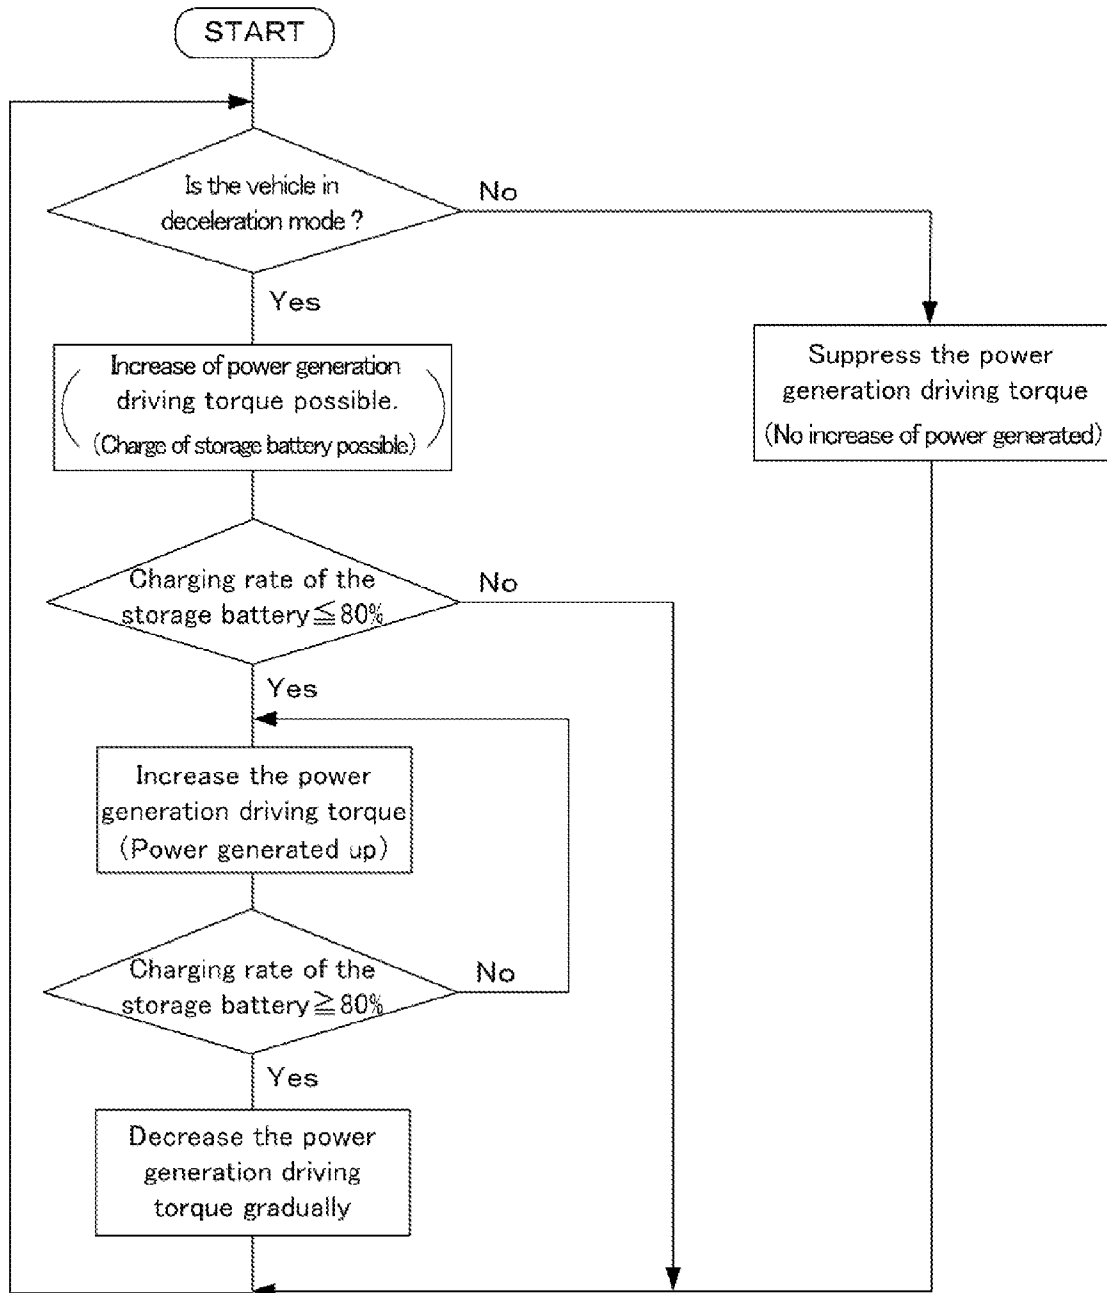 START
Is the vehicle in
deceleration mode ?
No
Yes
Increase of power generation
driving torque possible.
(Charge of storage battery possible)
Suppress the power
generation driving torque
(No increase of power generated)
Charging rate of the
storage battery≦80%
No
Yes
Increase the power
generation driving torque
(Power generated up)
Charging rate of the
storage battery≧80%
No
Yes
Decrease the power
generation driving
torque gradually